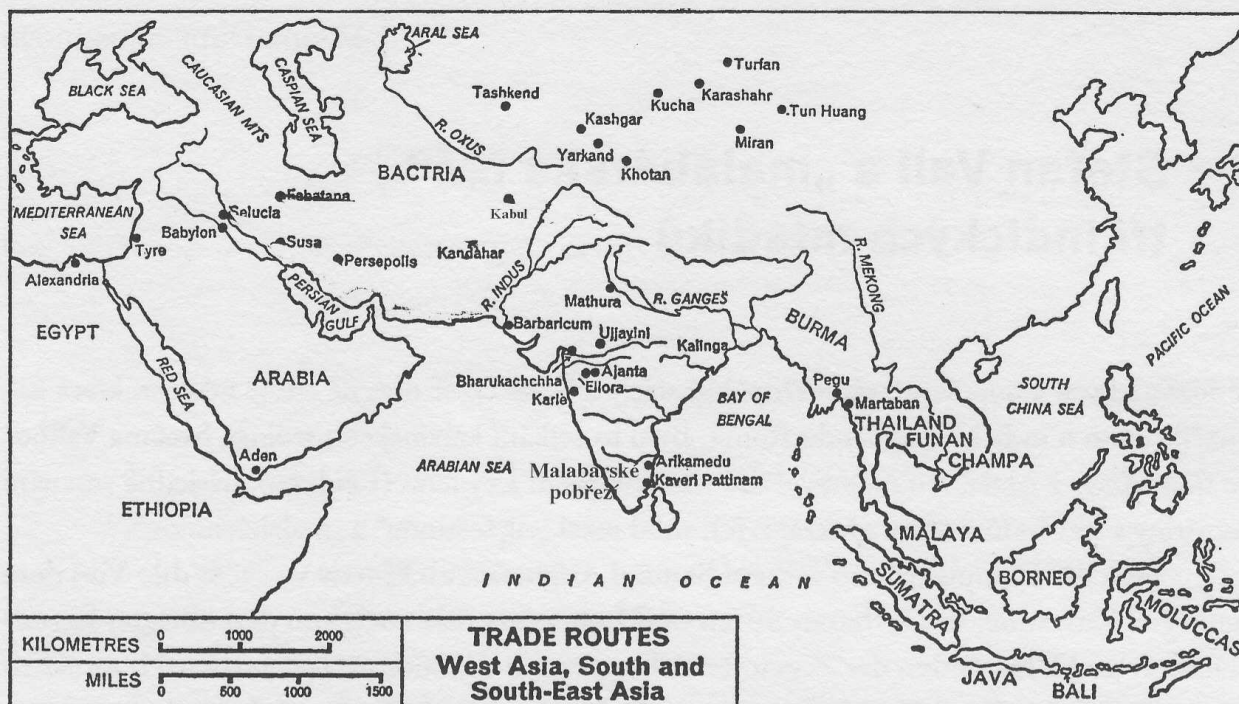 ARAL SEA
BLACK SEA
CAUCASIAN MTS
CASPIAN SEA
Turfan
Karashahr
Kucha
Tashkend
Tun Huang
Kashgar
R. OXUS
Miran
Yarkand
Khotan
BACTRIA
MEDITERRANEAN
SEA
Selucia
Kabul
Babylon
Tyre
Susa
Kandahar
Persepolis
Alexandria
PERSIAN
GULF
R. INDUS
R. MEKONG
Mathura
R. GANGES
EGYPT
Barbaricum
Ujjayini
BURMA
Kalinga
PACIFIC OCEAN
RED SEA
ARABIA
Bharukachchha
Ajanta
Ellora
Karle
BAY OF
BENGAL
Pegu
SOUTH
CHINA SEA
Martaban
THAILAND
FUNAN
CHAMPA
Aden
ARABIAN SEA
Malabarské
pobřeží
Arikamedu
Kaveri Pattinam
ETHIOPIA
MALAYA
INDIAN OCEAN
BORNEO
SUMATRA
MOLUCCAS
JAVA
BALI
KILOMETRES 0 1000 2000
MILES 0 500 1000 1500
TRADE ROUTES
West Asia, South and
South-East Asia